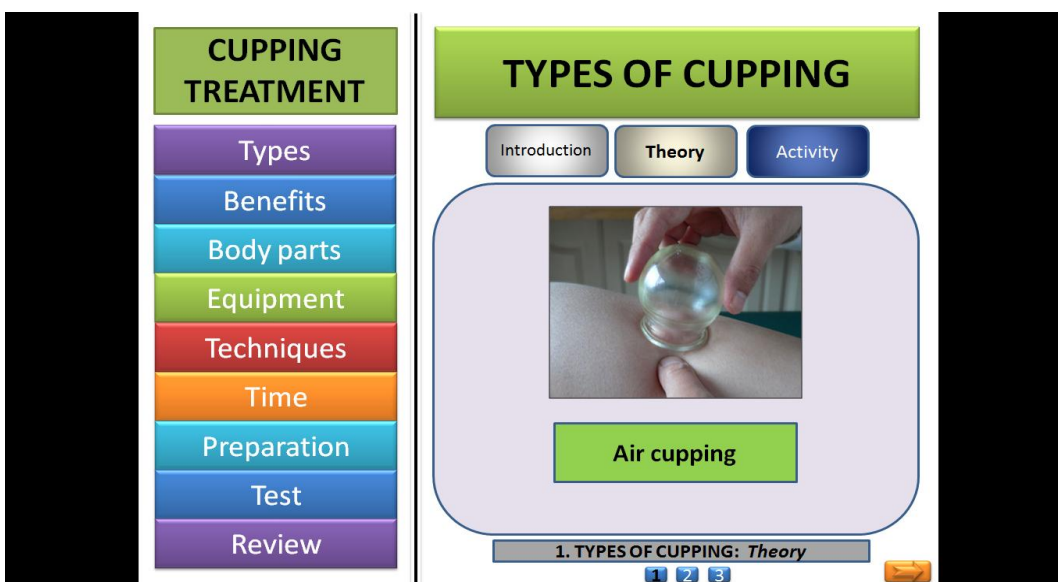 CUPPING
TREATMENT
Types
Benefits
Body parts
Equipment
Techniques
Time
Preparation
Test
Review
TYPES OF CUPPING
Introduction
Theory
Activity
Air cupping
1. TYPES OF CUPPING: Theory
1 2 3